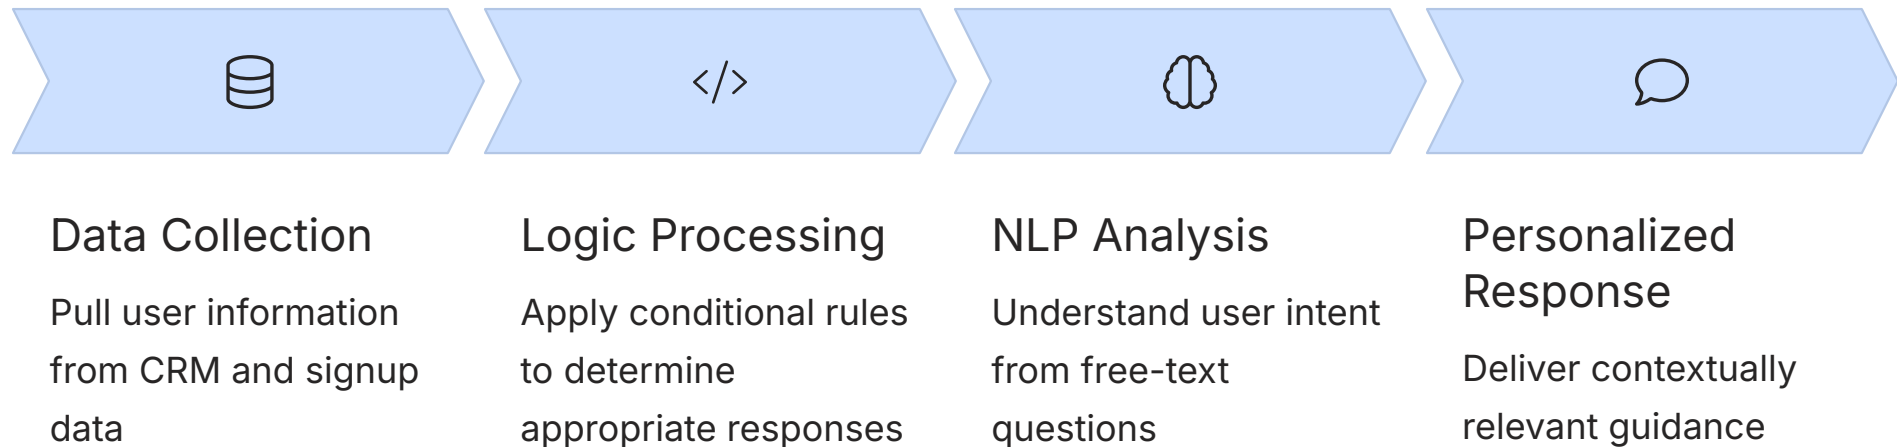 Data Collection
Pull user information
from CRM and signup
data
Logic Processing
Apply conditional rules
to determine
appropriate responses
NLP Analysis
Understand user intent
from free-text
questions
Personalized
Response
Deliver contextually
relevant guidance